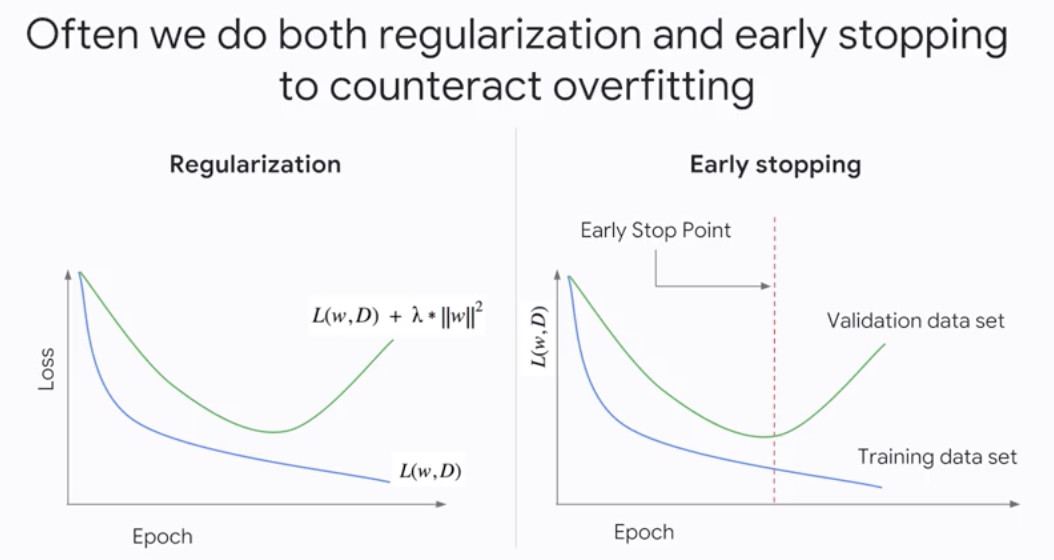 Often we do both regularization and early stopping
to counteract overfitting
Regularization
Loss
L(w,D) + λ * ||w||²
L(w,D)
Epoch
Early stopping
Early Stop Point
L(w,D)
Validation data set
Training data set
Epoch